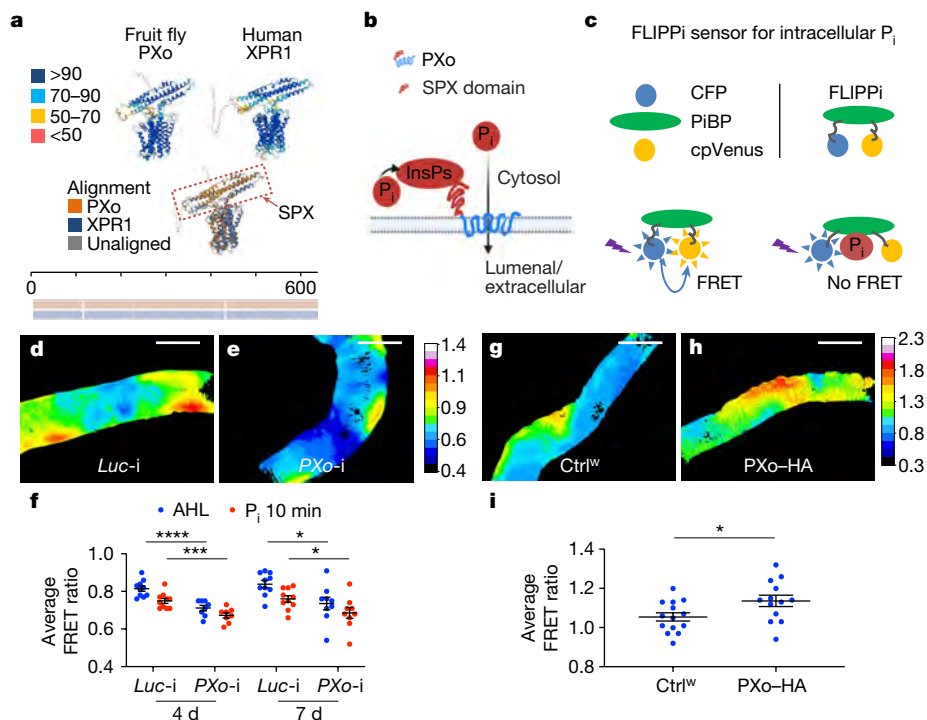 a
Fruit fly
PXo
Human
XPR1
>90
70–90
50–70
<50
Alignment
PXo
XPR1
Unaligned
SPX
0
600
b
PXo
SPX domain
Pi
InsPs
Pi
Cytosol
Lumenal/
extracellular
c
FLIPPi sensor for intracellular Pi
CFP
PiBP
cpVenus
FLIPPi
FRET
Pi
No FRET
d
Luc-i
e
PXo-i
1.4
1.1
0.9
0.6
0.4
g
Ctrlw
h
PXo–HA
2.3
1.8
1.3
0.8
0.3
f
AHL
Pi 10 min
****
***
*
*
Average
FRET ratio
1.0
0.8
0.6
0.4
Luc-i PXo-i Luc-i PXo-i
4 d 7 d
i
*
Average
FRET ratio
1.4
1.2
1.0
0.8
Ctrlw PXo–HA